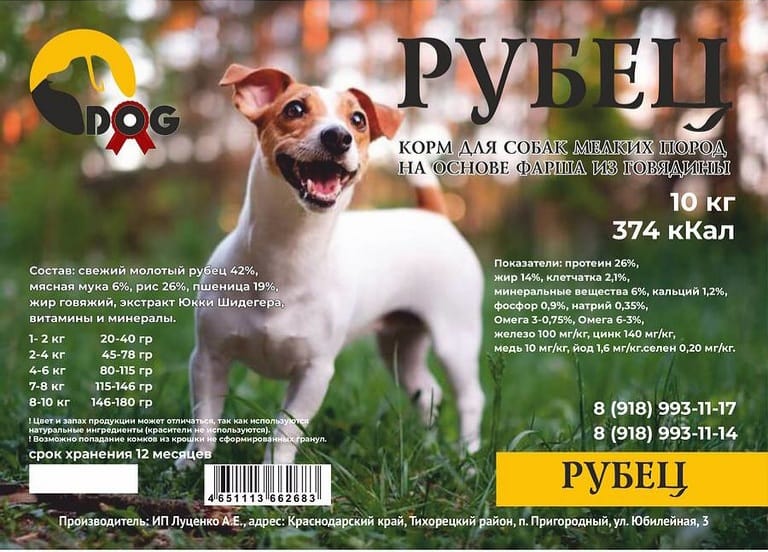 DOG
РУБЕЦ
КОРМ ДЛЯ СОБАК МЕЛКИХ ПОРОД
НА ОСНОВЕ ФАРША ИЗ ГОВЯДИНЫ
10 кг
374 кКал
Состав: свежий молотый рубец 42%,
мясная мука 6%, рис 26%, пшеница 19%,
жир говяжий, экстракт Юкки Шидегера,
витамины и минералы.
1- 2 кг 20-40 гр
2-4 кг 45-78 гр
4-6 кг 80-115 гр
7-8 кг 115-146 гр
8-10 кг 146-180 гр
! Цвет и запах продукции может отличаться, так как используются
натуральные ингредиенты (красители не используются).
! Возможно попадание комков из крошки не сформированных гранул.
срок хранения 12 месяцев
Показатели: протеин 26%,
жир 14%, клетчатка 2,1%,
минеральные вещества 6%, кальций 1,2%,
фосфор 0,9%, натрий 0,35%,
Омега 3-0,75%, Омега 6-3%,
железо 100 мг/кг, цинк 140 мг/кг,
медь 10 мг/кг, йод 1,6 мг/кг.селен 0,20 мг/кг.
8 (918) 993-11-17
8 (918) 993-11-14
РУБЕЦ
4 651113 662683
Производитель: ИП Луценко А.Е., адрес: Краснодарский край, Тихорецкий район, п. Пригородный, ул. Юбилейная, 3